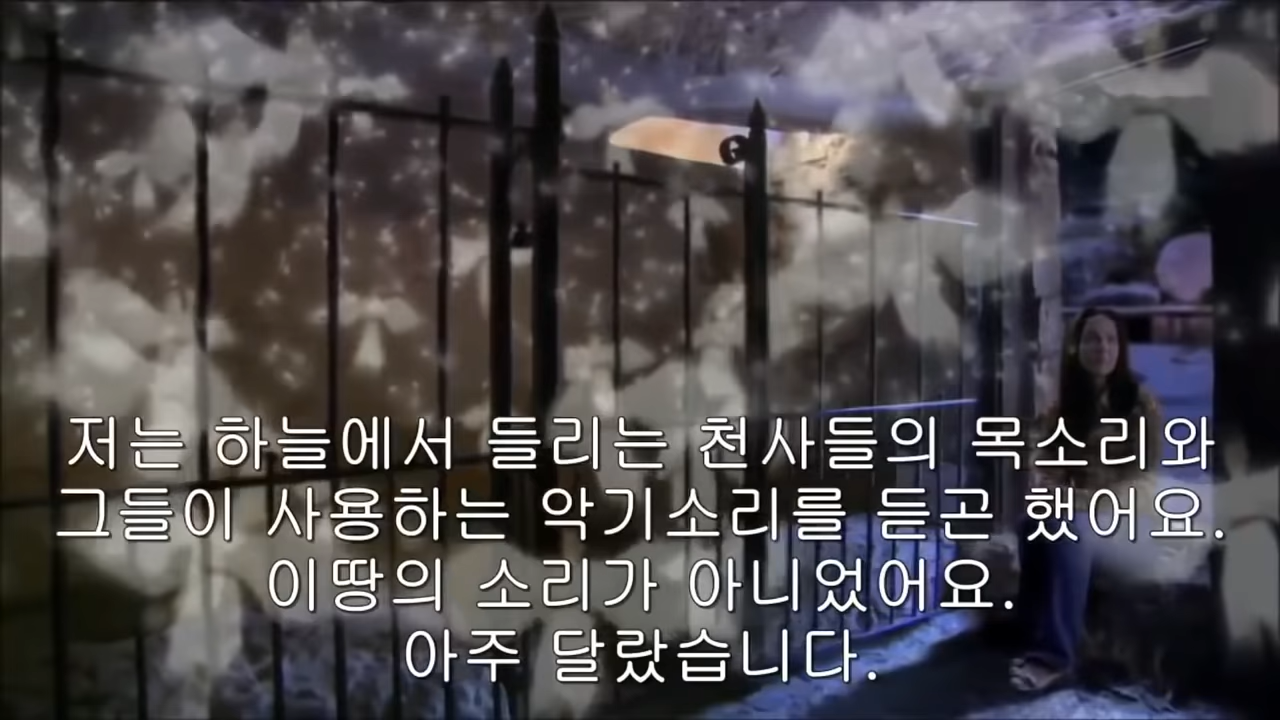 저는 하늘에서 들리는 천사들의 목소리와
그들이 사용하는 악기소리를 듣곤 했어요.
이땅의 소리가 아니었어요.
아주 달랐습니다.